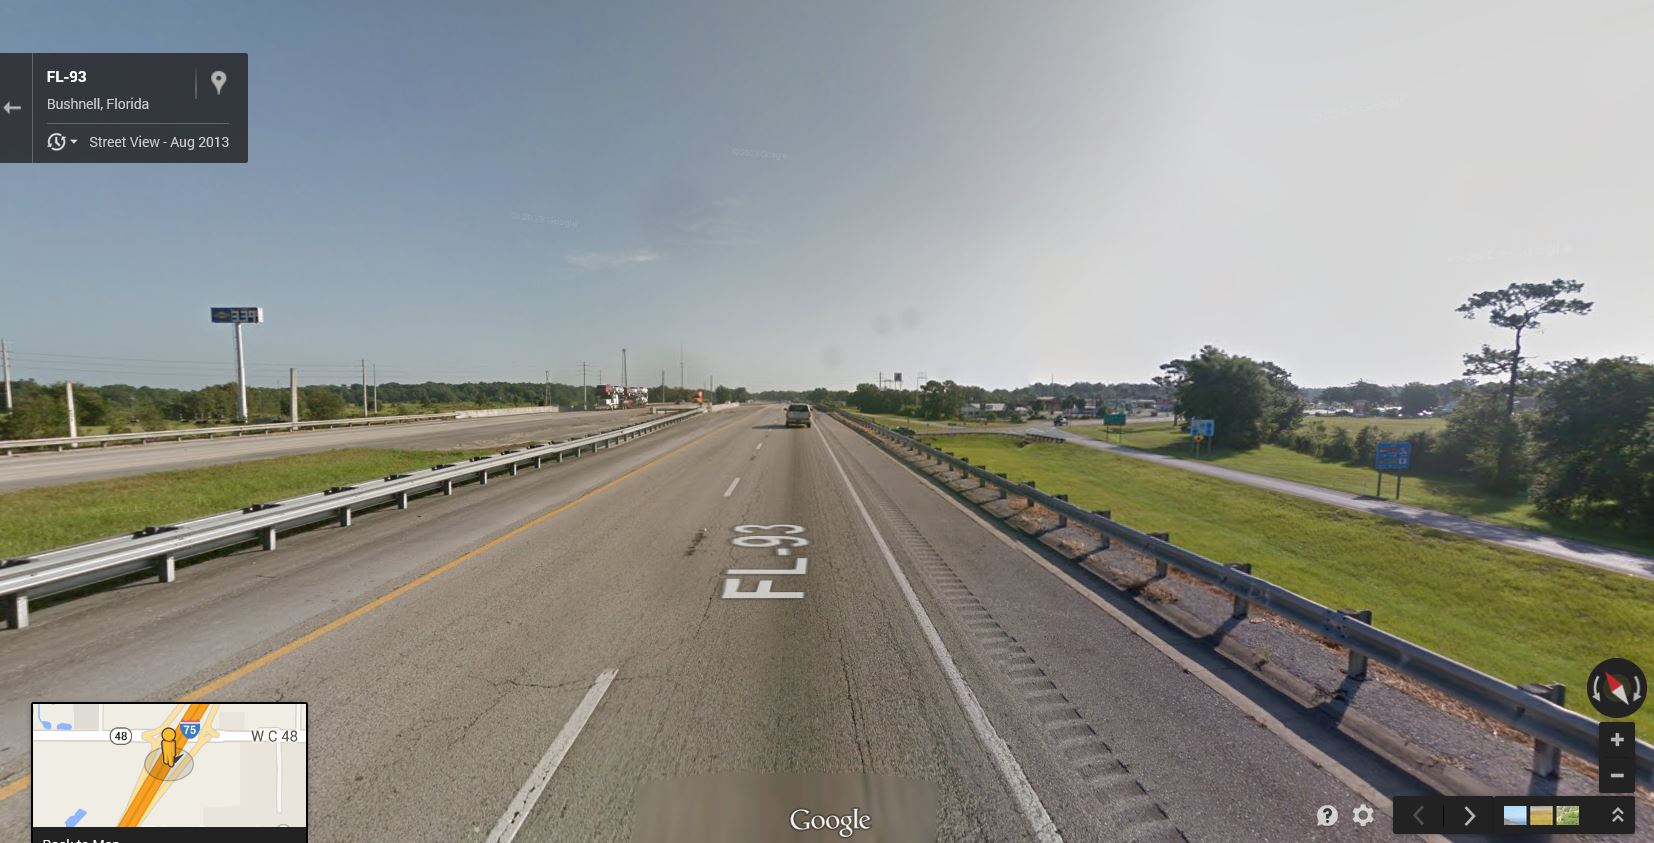 FL-93
Bushnell, Florida
Street View - Aug 2013
FL-93
48
75
W C 48
Google